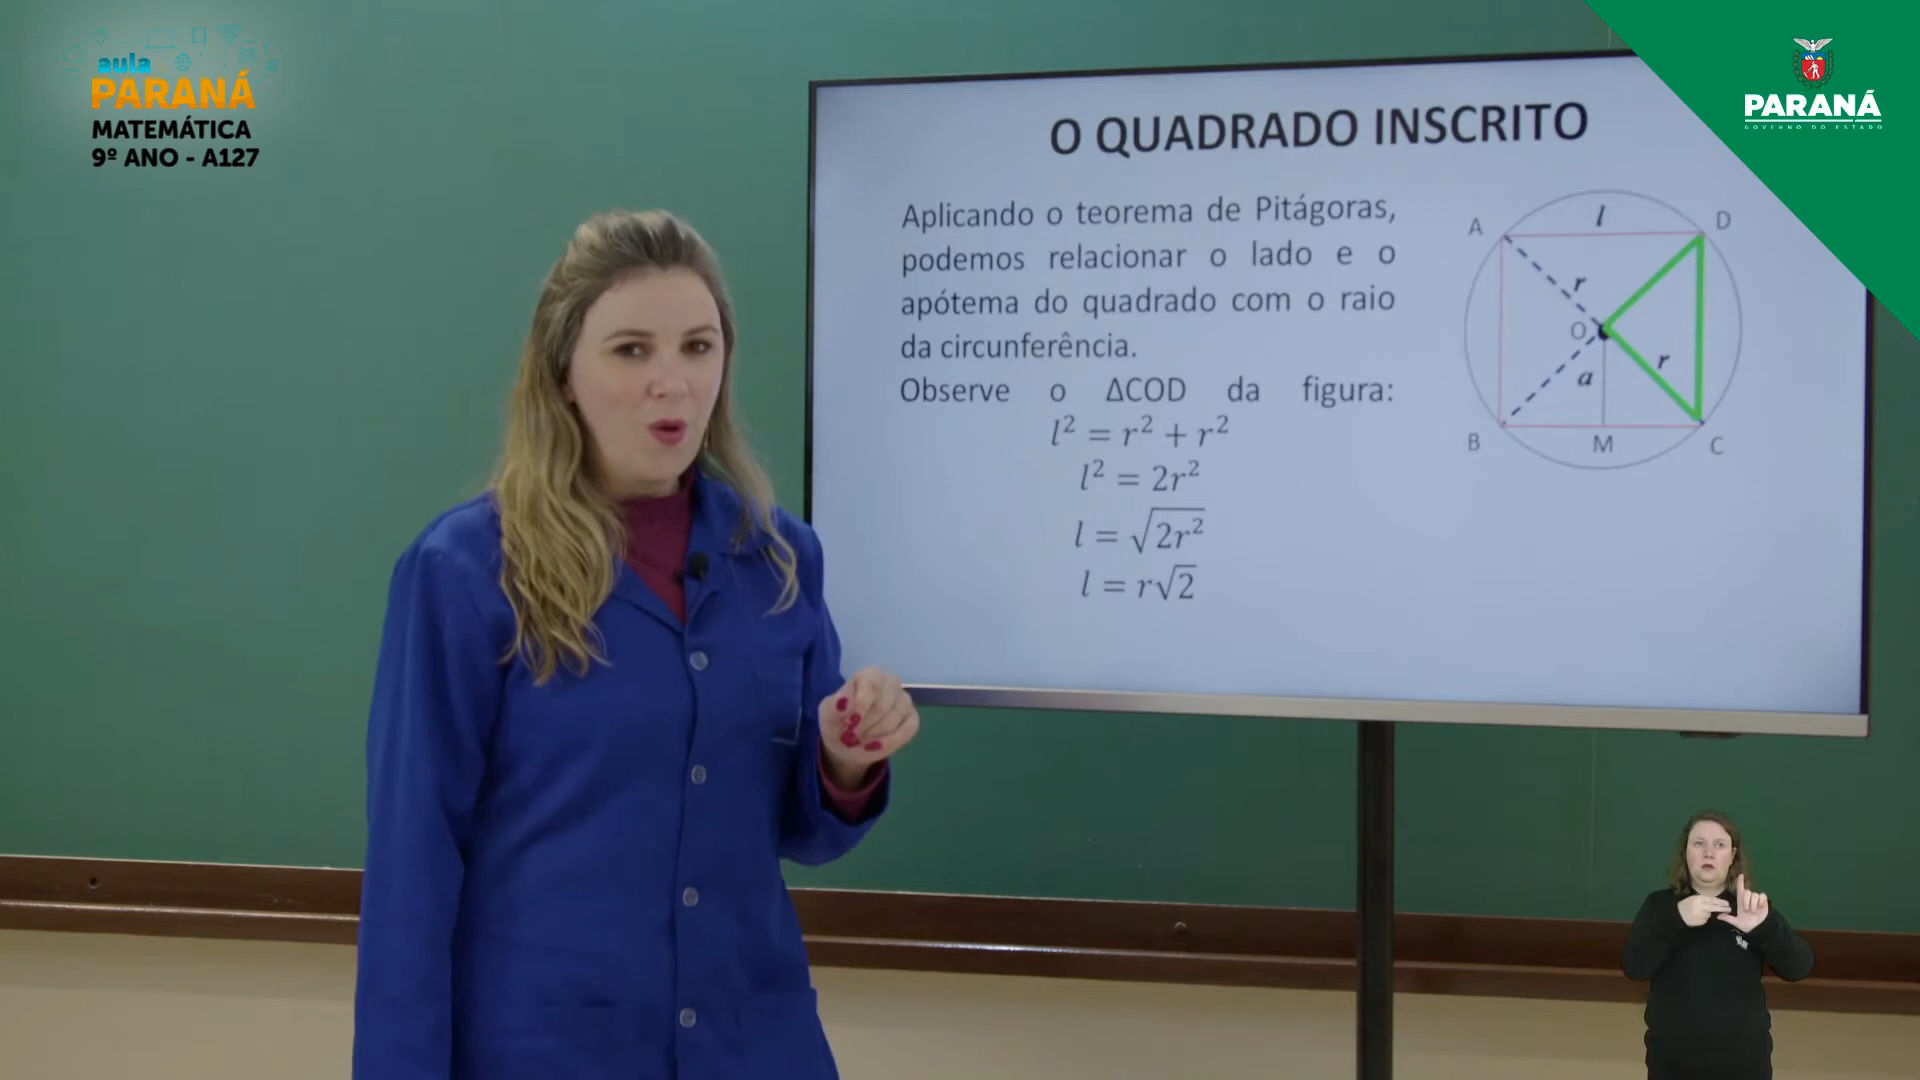 aula
PARANÁ
MATEMÁTICA
9º ANO - A127
PARANÁ
GOVERNO DO ESTADO
O QUADRADO INSCRITO
Aplicando o teorema de Pitágoras,
podemos relacionar o lado e o
apótema do quadrado com o raio
da circunferência.
Observe o ΔCOD da figura:
l² = r² + r²
l² = 2r²
l = √2r²
l = r√2
A
l
D
r
O
r
a
B
M
C